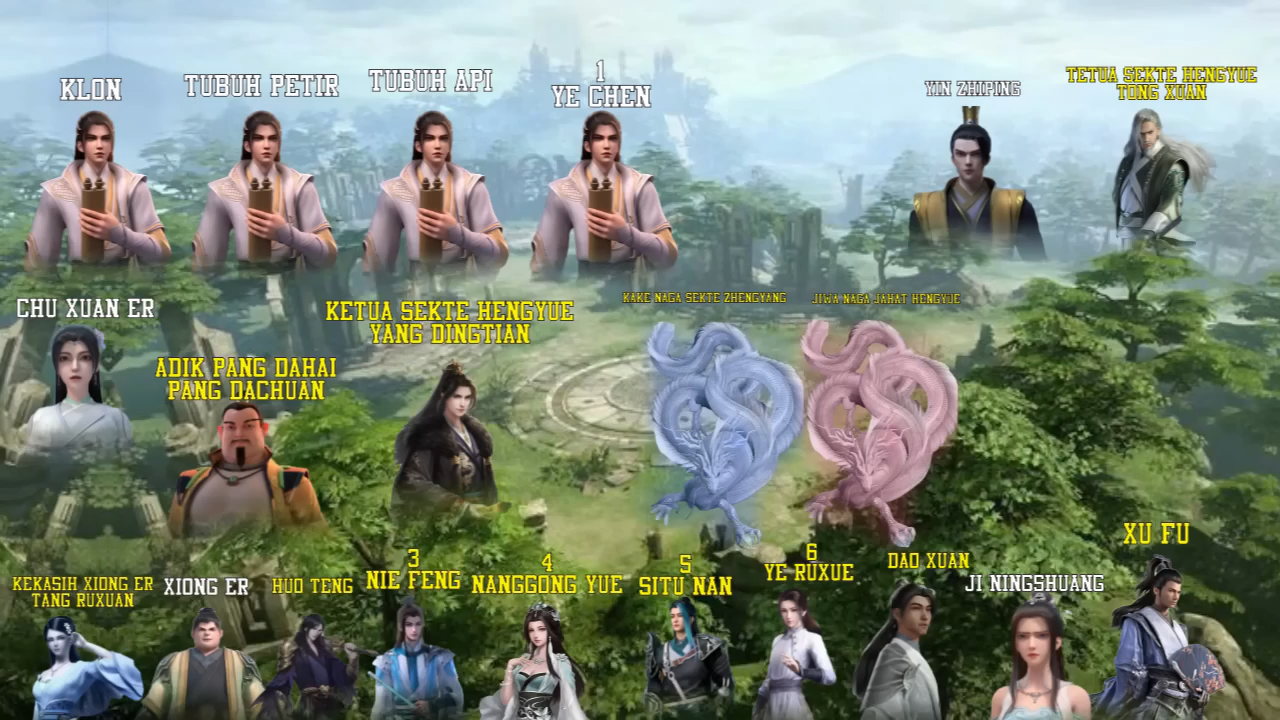 KLON
TUBUH PETIR
TUBUH API
1
YE CHEN
YIN ZHIPING
TETUA SEKTE HENGYUE
TONG XUAN
CHU XUAN ER
ADIK PANG DAHAI
PANG DACHUAN
KETUA SEKTE HENGYUE
YANG DINGTIAN
KAKE NAGA SEKTE ZHENGYANG
JIWA NAGA JAHAT HENGYUE
KEKASIH XIONG ER
TANG RUXUAN
XIONG ER
HUO TENG
3
NIE FENG
4
NANGGONG YUE
5
SITU NAN
6
YE RUXUE
DAO XUAN
JI NINGSHUANG
XU FU